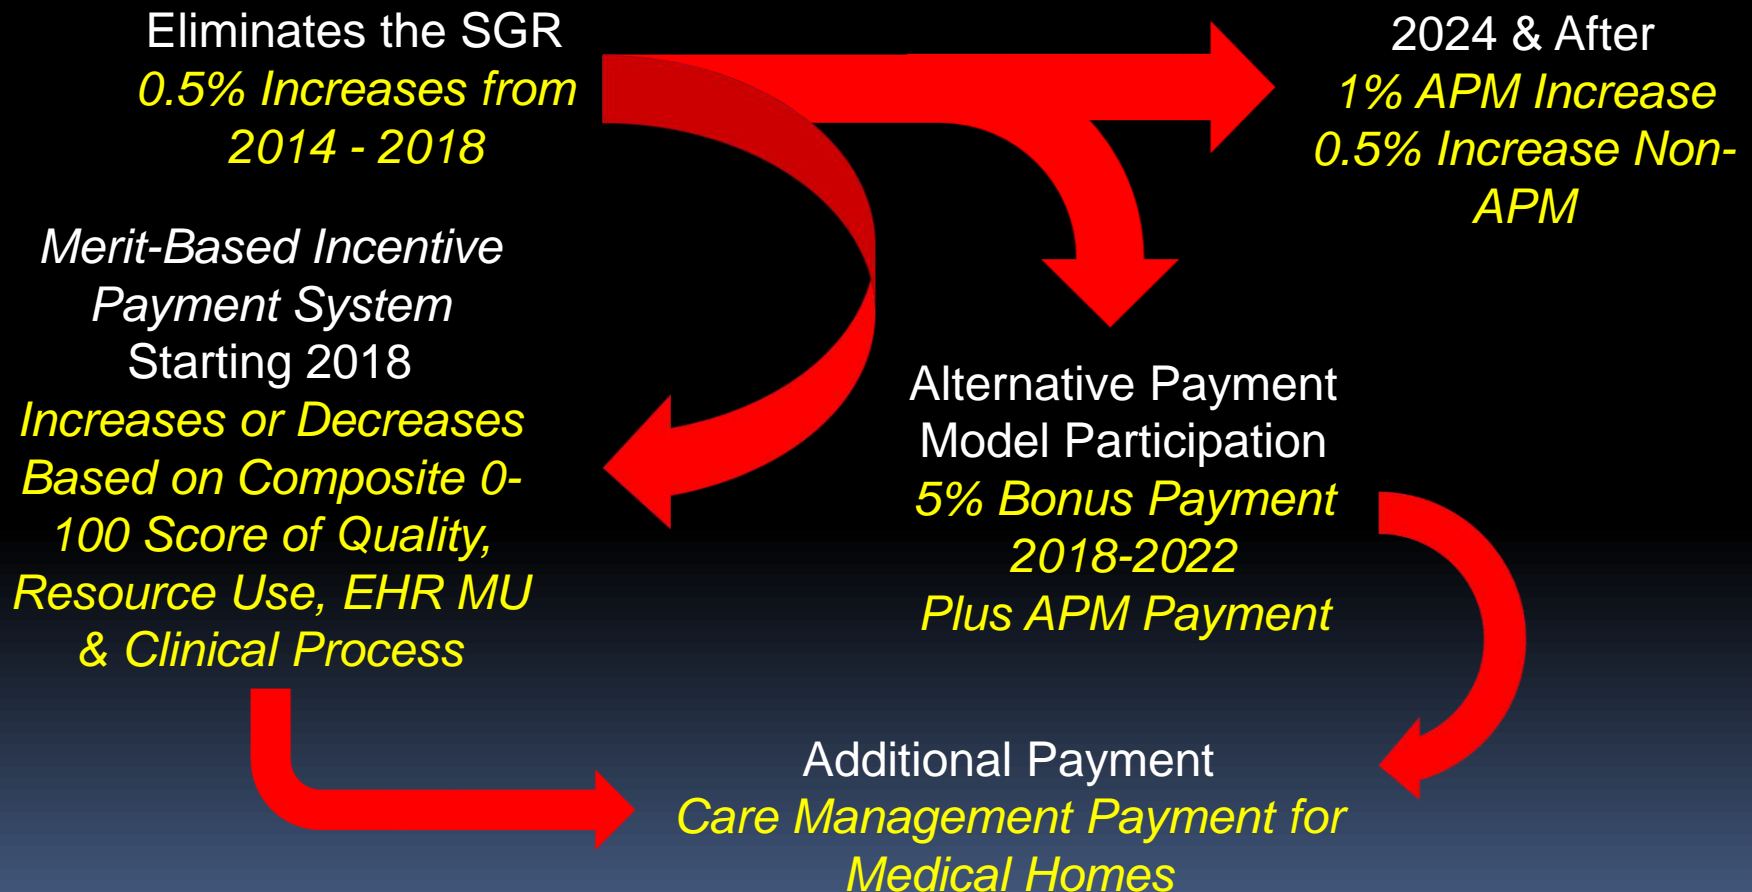 Eliminates the SGR
0.5% Increases from
2014 - 2018
2024 & After
1% APM Increase
0.5% Increase Non-
APM
Merit-Based Incentive
Payment System
Starting 2018
Increases or Decreases
Based on Composite 0-
100 Score of Quality,
Resource Use, EHR MU
& Clinical Process
Alternative Payment
Model Participation
5% Bonus Payment
2018-2022
Plus APM Payment
Additional Payment
Care Management Payment for
Medical Homes